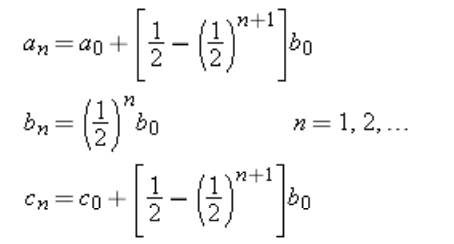 aₙ = a₀ + [1/2 − (1/2)ⁿ⁺¹]b₀
bₙ = (1/2)ⁿb₀ n = 1, 2, ...
cₙ = c₀ + [1/2 − (1/2)ⁿ⁺¹]b₀